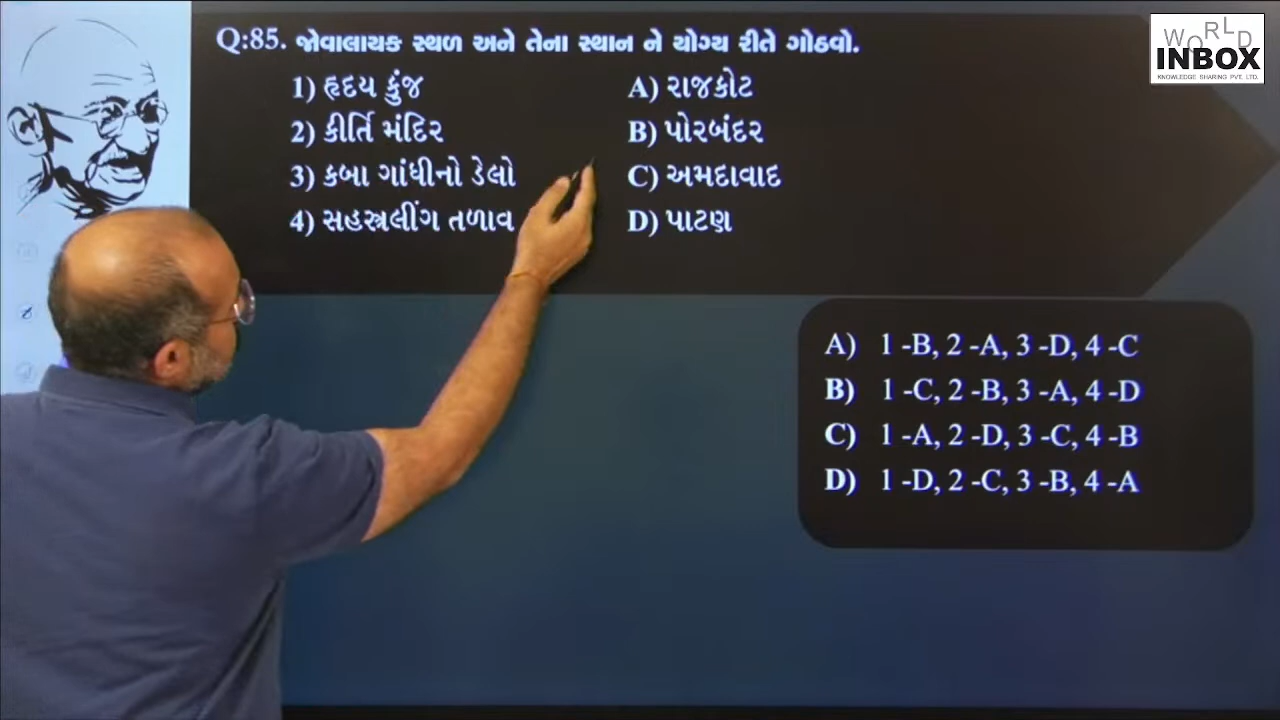 WORLD
INBOX
KNOWLEDGE SHARING PVT. LTD.
Q:85. જોવાલાયક સ્થળ અને તેના સ્થાન ને યોગ્ય રીતે ગોઠવો.
1) હૃદય કુંજ A) રાજકોટ
2) કીર્તિ મંદિર B) પોરબંદર
3) કબા ગાંધીનો ડેલો C) અમદાવાદ
4) સહસ્ત્રલીંગ તળાવ D) પાટણ
A) 1 -B, 2 -A, 3 -D, 4 -C
B) 1 -C, 2 -B, 3 -A, 4 -D
C) 1 -A, 2 -D, 3 -C, 4 -B
D) 1 -D, 2 -C, 3 -B, 4 -A